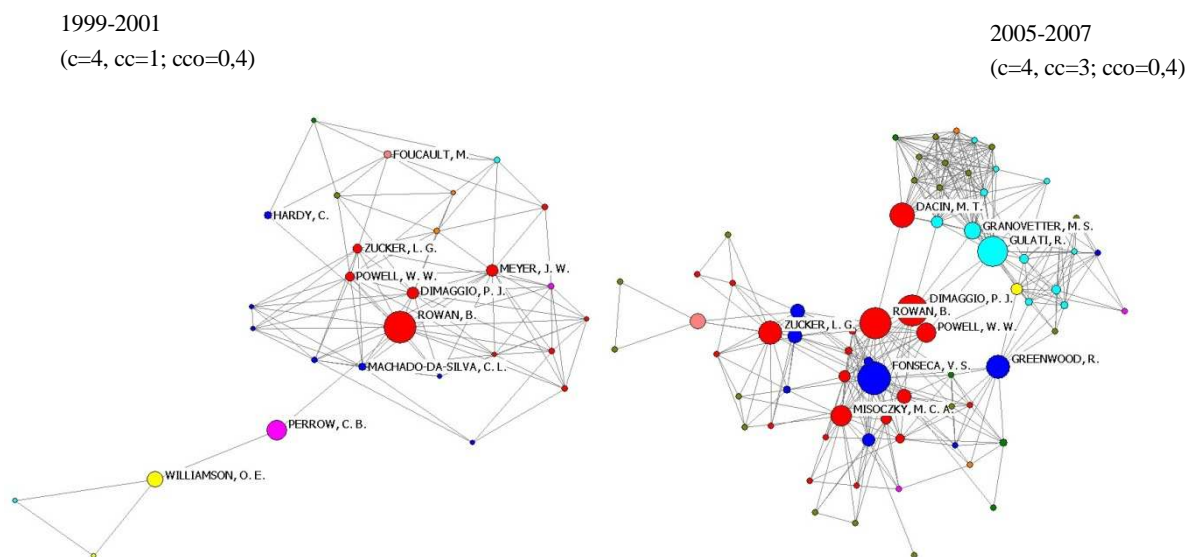 1999-2001
(c=4, cc=1; cco=0,4)
FOUCAULT, M.
HARDY, C.
ZUCKER, L. G.
POWELL, W. W.
MEYER, J. W.
DIMAGGIO, P. J.
ROWAN, B.
MACHADO-DA-SILVA, C. L.
PERROW, C. B.
WILLIAMSON, O. E.
2005-2007
(c=4, cc=3; cco=0,4)
DACIN, M. T.
GRANOVETTER, M. S.
GULATI, R.
DIMAGGIO, P. J.
ROWAN, B.
ZUCKER, L. G.
POWELL, W. W.
GREENWOOD, R.
FONSECA, V. S.
MISOCZKY, M. C. A.